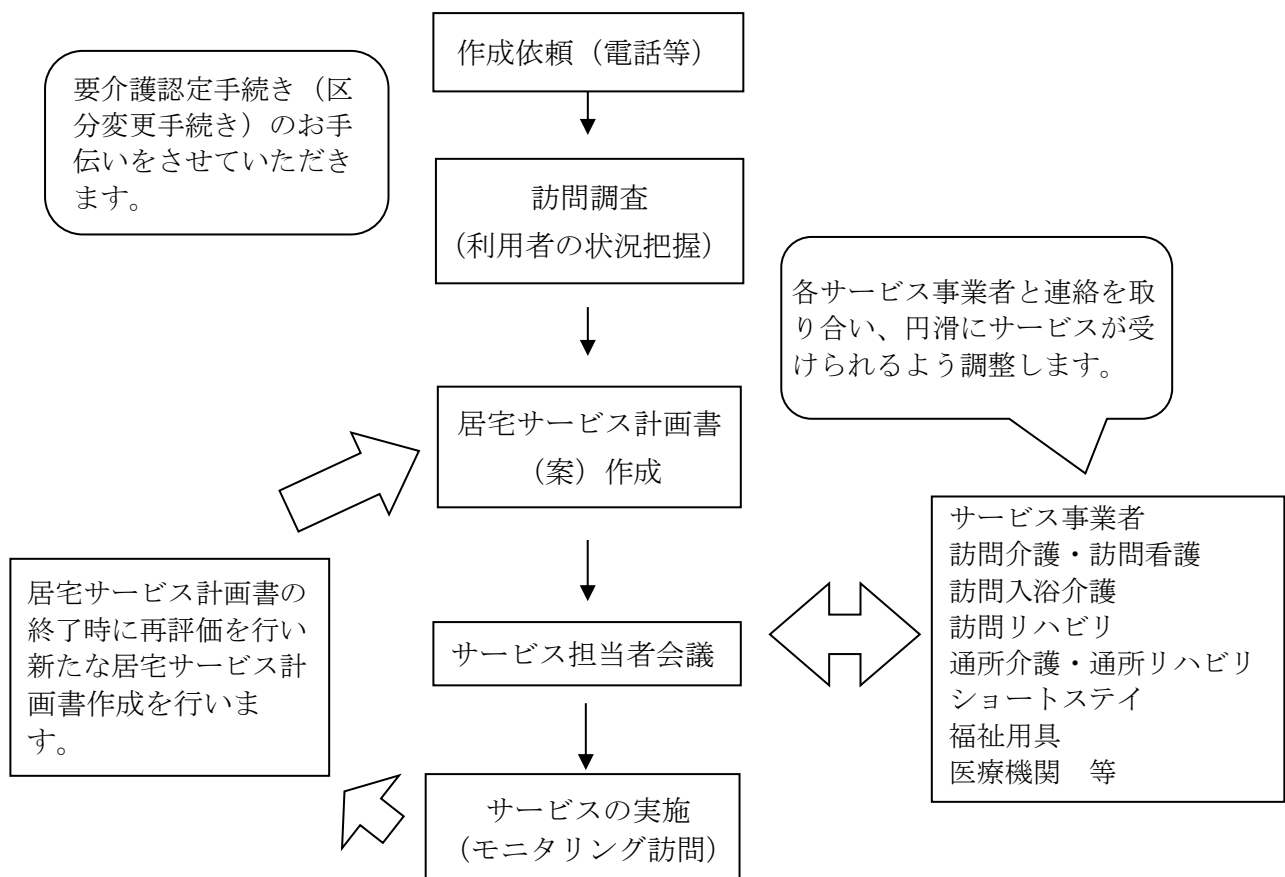 作成依頼（電話等）
要介護認定手続き（区
分変更手続き）のお手
伝いをさせていただき
ます。
訪問調査
（利用者の状況把握）
各サービス事業者と連絡を取
り合い、円滑にサービスが受
けられるよう調整します。
居宅サービス計画書
（案）作成
サービス事業者
訪問介護・訪問看護
訪問入浴介護
訪問リハビリ
通所介護・通所リハビリ
ショートステイ
福祉用具
医療機関　等
居宅サービス計画書の
終了時に再評価を行い
新たな居宅サービス計
画書作成を行いま
す。
サービス担当者会議
サービスの実施
（モニタリング訪問）